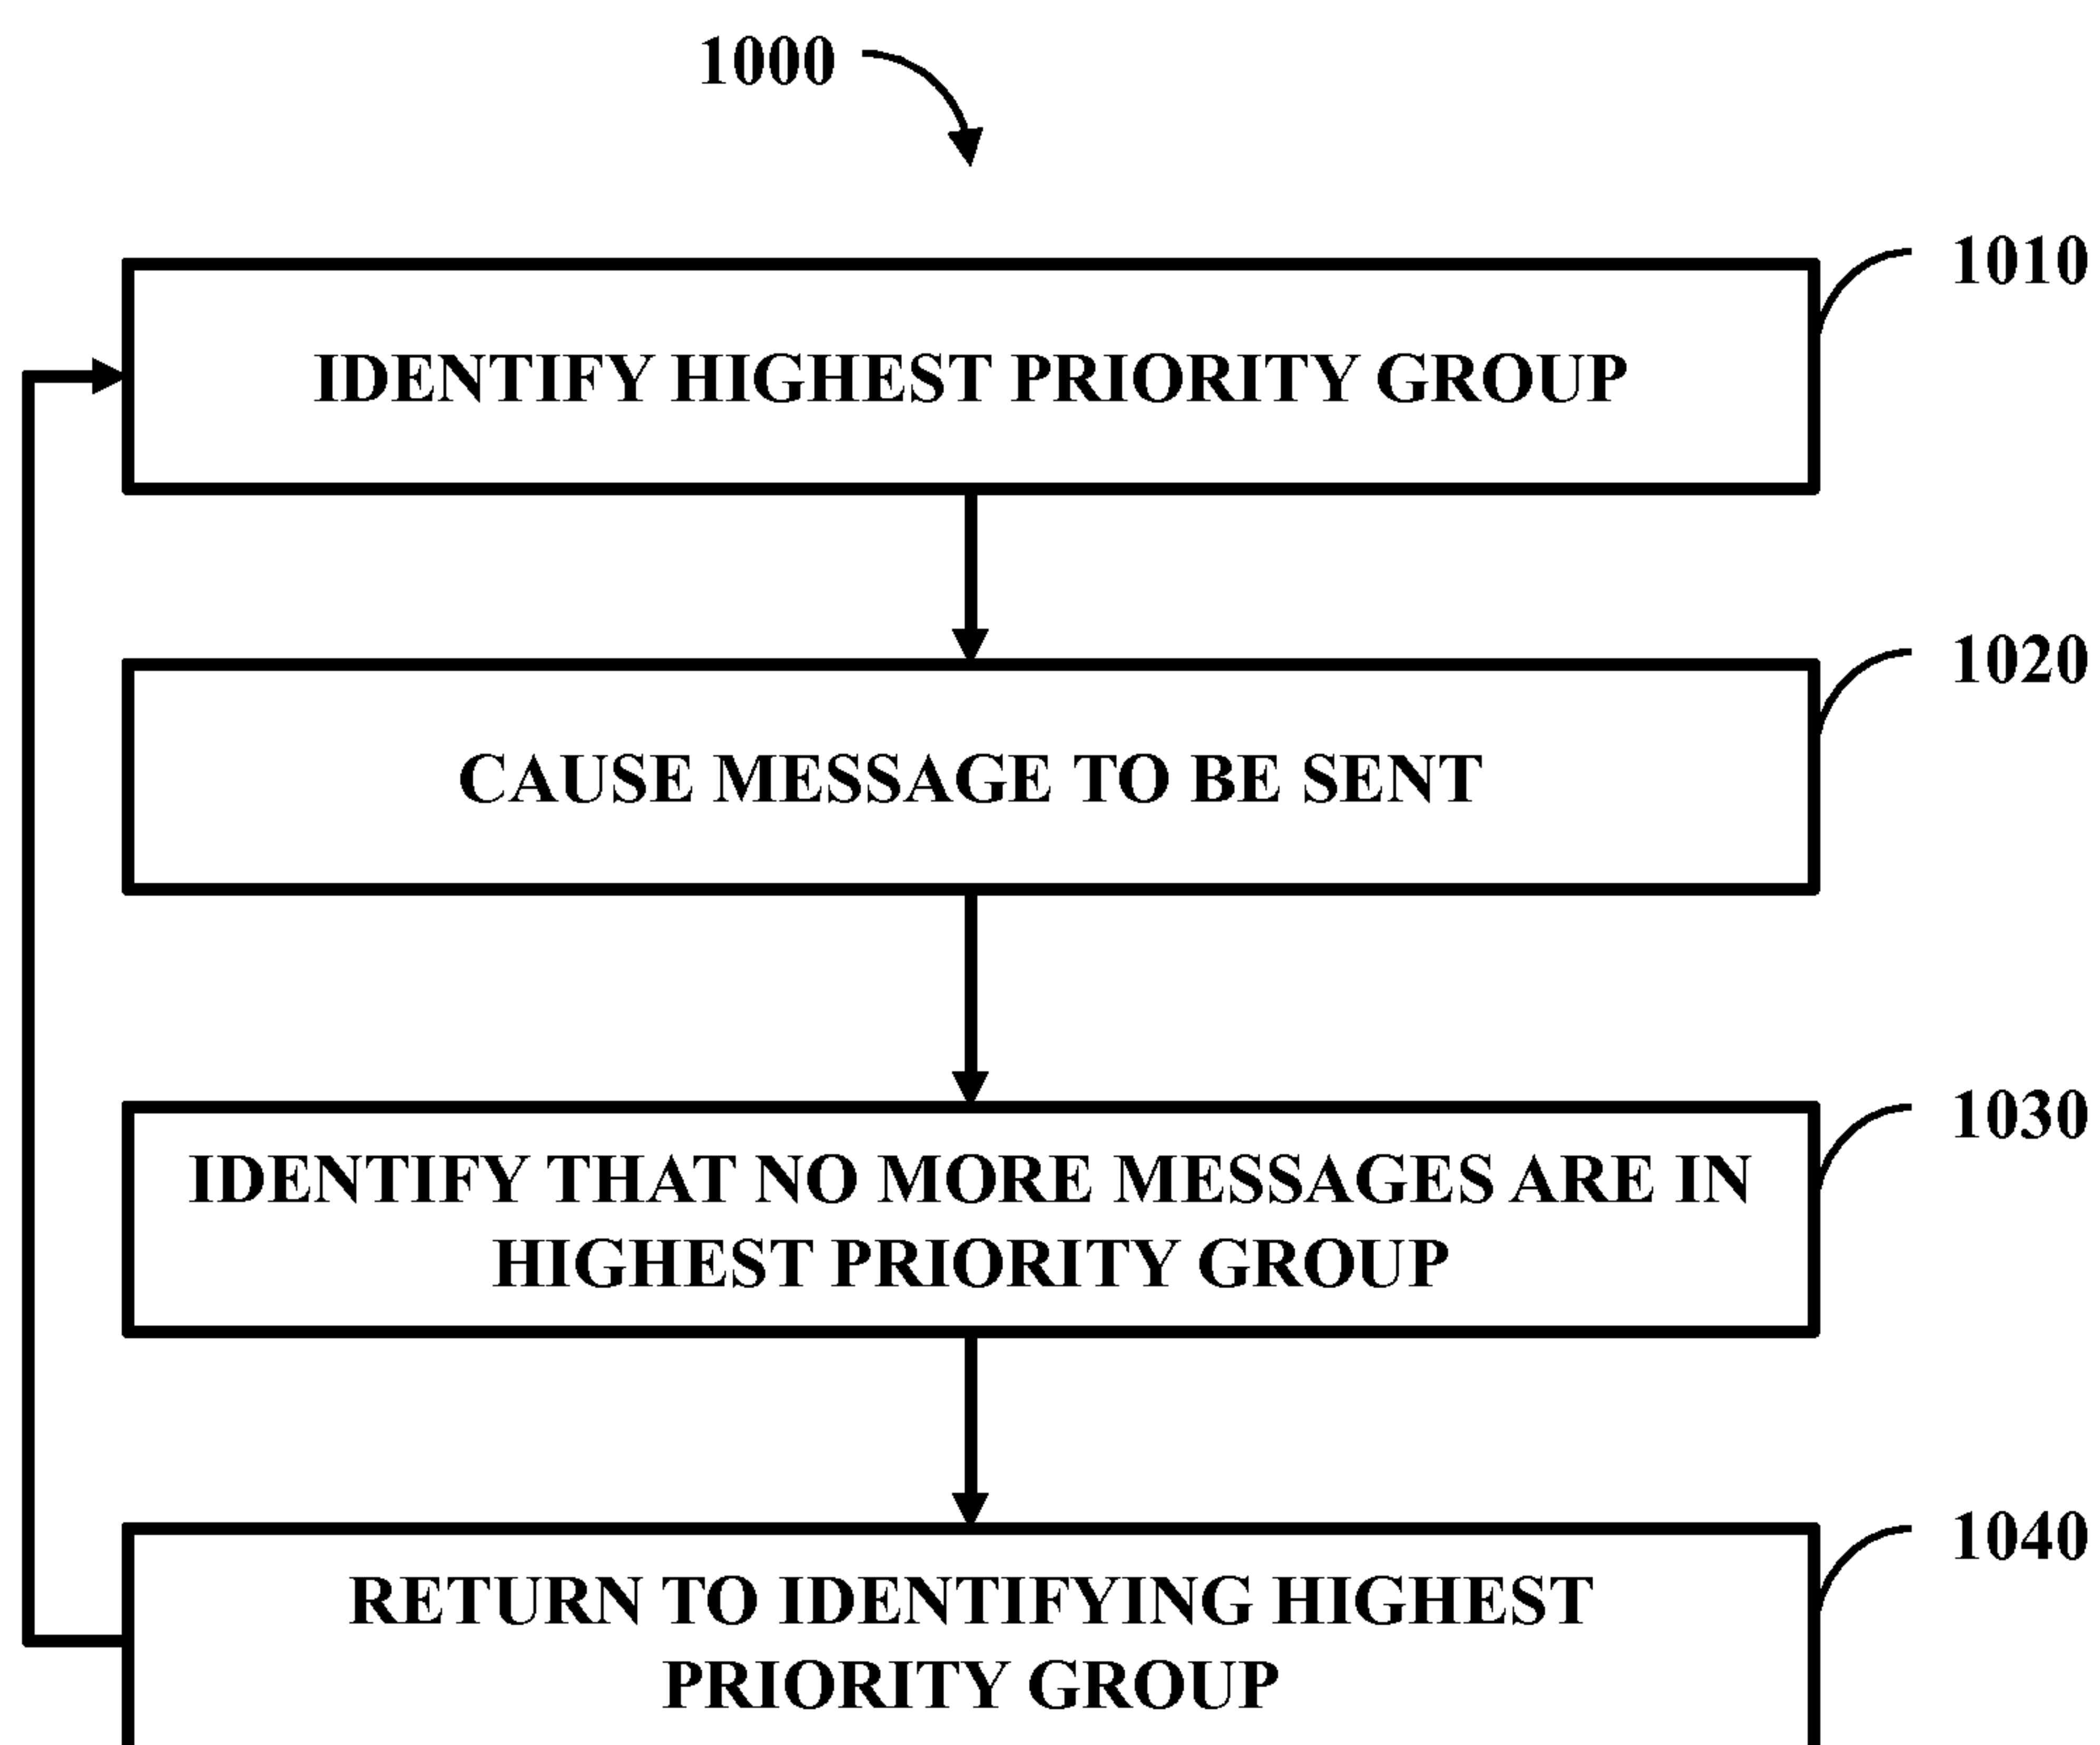 1000
1010
IDENTIFY HIGHEST PRIORITY GROUP
1020
CAUSE MESSAGE TO BE SENT
1030
IDENTIFY THAT NO MORE MESSAGES ARE IN
HIGHEST PRIORITY GROUP
1040
RETURN TO IDENTIFYING HIGHEST
PRIORITY GROUP